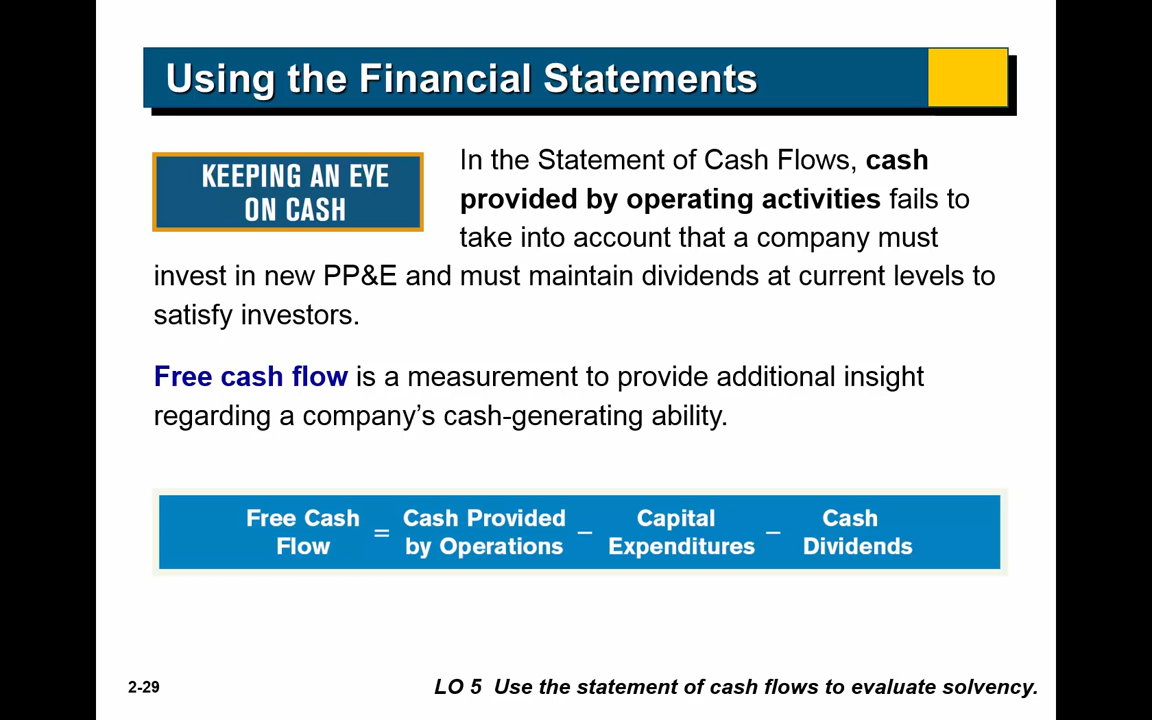 Using the Financial Statements
KEEPING AN EYE
ON CASH
In the Statement of Cash Flows, cash
provided by operating activities fails to
take into account that a company must
invest in new PP&E and must maintain dividends at current levels to
satisfy investors.
Free cash flow is a measurement to provide additional insight
regarding a company’s cash-generating ability.
Free Cash Flow = Cash Provided by Operations − Capital Expenditures − Cash Dividends
2-29
LO 5 Use the statement of cash flows to evaluate solvency.